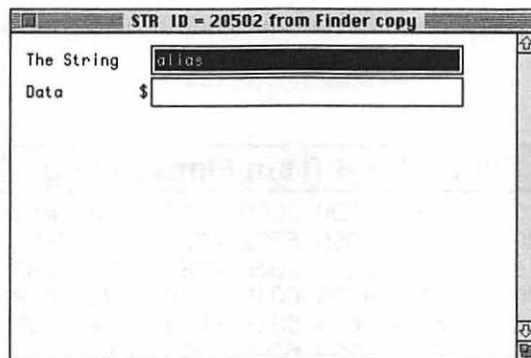 STR ID = 20502 from Finder copy
The String alias
Data $